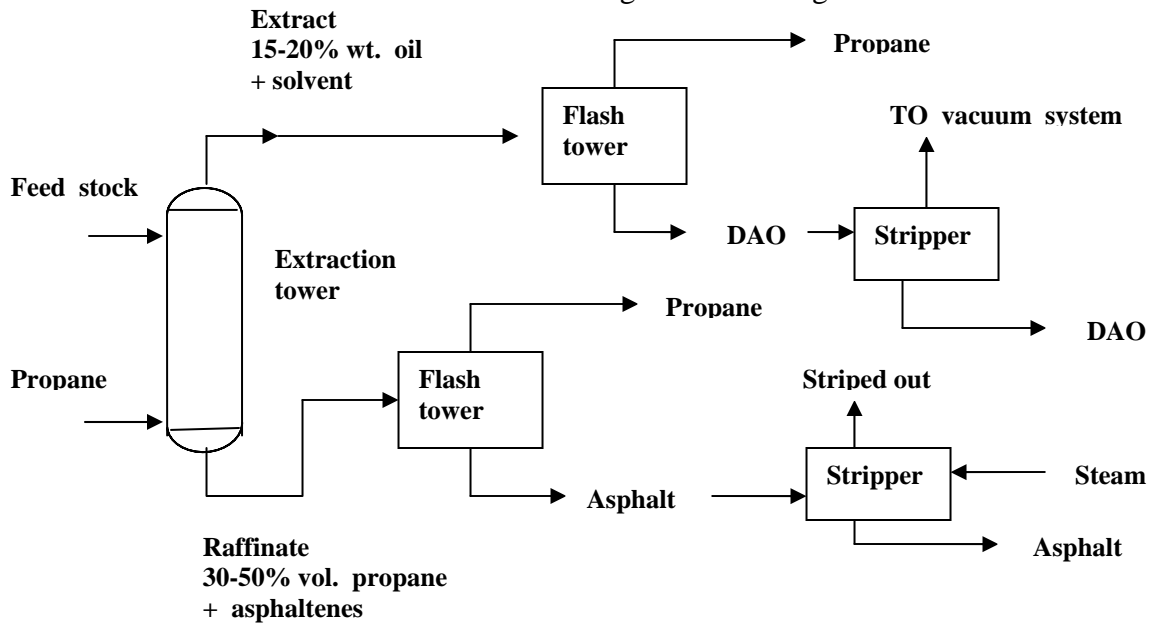 Extract
15-20% wt. oil
+ solvent
Propane
Flash
tower
TO vacuum system
Feed stock
DAO
Stripper
Extraction
tower
Propane
DAO
Propane
Flash
tower
Striped out
Stripper
Steam
Asphalt
Asphalt
Raffinate
30-50% vol. propane
+ asphaltenes